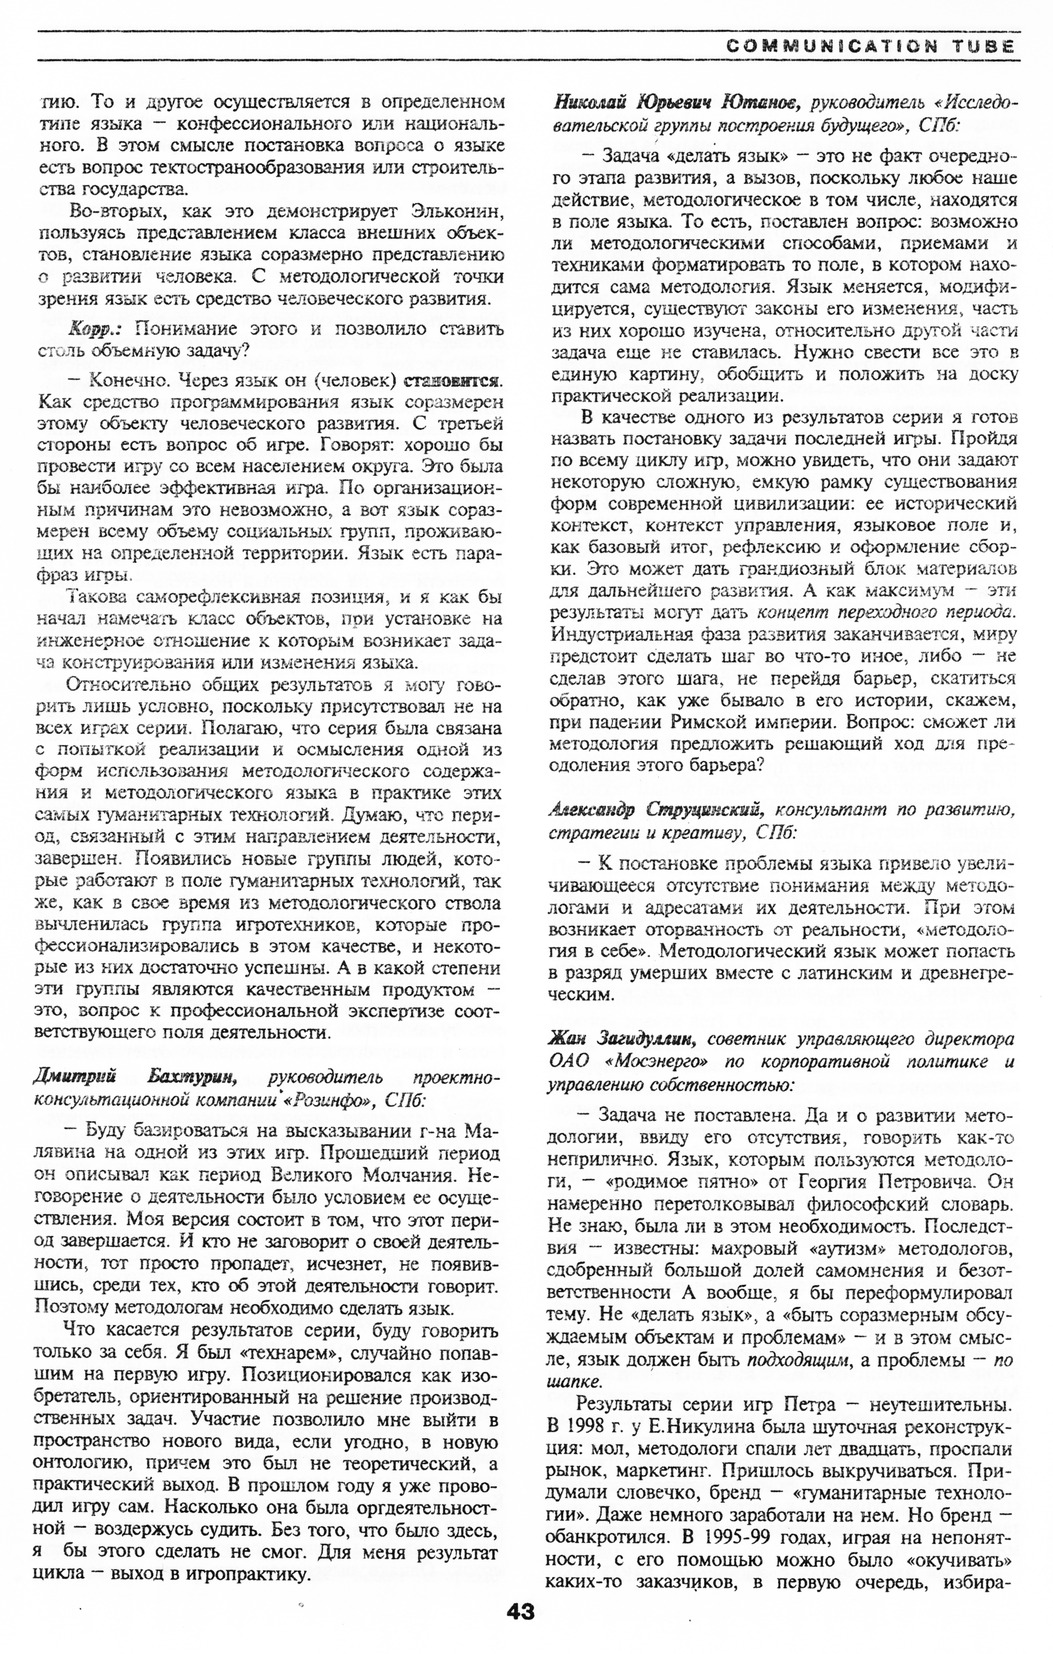 COMMUNICATION TUBE
гию. То и другое осуществляется в определенном
типе языка — конфессионального или националь-
ного. В этом смысле постановка вопроса о языке
есть вопрос тектостранообразования или строитель-
ства государства.
Во-вторых, как это демонстрирует Эльконин,
пользуясь представлением класса внешних объек-
тов, становление языка соразмерно представлению
о развитии человека. С методологической точки
зрения язык есть средство человеческого развития.
Корр.: Понимание этого и позволило ставить
столь объемную задачу?
— Конечно. Через язык он (человек) становится.
Как средство программирования язык соразмерен
этому объекту человеческого развития. С третьей
стороны есть вопрос об игре. Говорят: хорошо бы
провести игру со всем населением округа. Это была
бы наиболее эффективная игра. По организацион-
ным причинам это невозможно, а вот язык сораз-
мерен всему объему социальных групп, проживаю-
щих на определенной территории. Язык есть пара-
фраз игры.
Такова саморефлексивная позиция, и я как бы
начал намечать класс объектов, при установке на
инженерное отношение к которым возникает зада-
ча конструирования или изменения языка.
Относительно общих результатов я могу гово-
рить лишь условно, поскольку присутствовал не на
всех играх серии. Полагаю, что серия была связана
с попыткой реализации и осмысления одной из
форм использования методологического содержа-
ния и методологического языка в практике этих
самых гуманитарных технологий. Думаю, что пери-
од, связанный с этим направлением деятельности,
завершен. Появились новые группы людей, кото-
рые работают в поле гуманитарных технологий, так
же, как в свое время из методологического ствола
вычленилась группа игротехников, которые про-
фессионализировались в этом качестве, и некото-
рые из них достаточно успешны. А в какой степени
эти группы являются качественным продуктом —
это, вопрос к профессиональной экспертизе соот-
ветствующего поля деятельности.
Дмитрий Бахтурин, руководитель проектно-
консультационной компании «Розинфо», СПб:
— Буду базироваться на высказывании г-на Ма-
лявина на одной из этих игр. Прошедший период
он описывал как период Великого Молчания. Не-
говорение о деятельности было условием ее осуще-
ствления. Моя версия состоит в том, что этот пери-
од завершается. И кто не заговорит о своей деятель-
ности, тот просто пропадет, исчезнет, не появив-
шись, среди тех, кто об этой деятельности говорит.
Поэтому методологам необходимо сделать язык.
Что касается результатов серии, буду говорить
только за себя. Я был «технарем», случайно попав-
шим на первую игру. Позиционировался как изо-
бретатель, ориентированный на решение производ-
ственных задач. Участие позволило мне выйти в
пространство нового вида, если угодно, в новую
онтологию, причем это был не теоретический, а
практический выход. В прошлом году я уже прово-
дил игру сам. Насколько она была оргдеятельност-
ной — воздержусь судить. Без того, что было здесь,
я бы этого сделать не смог. Для меня результат
цикла — выход в игропрактику.
Николай Юрьевич Ютанов, руководитель «Исследо-
вательской группы построения будущего», СПб:
— Задача «делать язык» — это не факт очередно-
го этапа развития, а вызов, поскольку любое наше
действие, методологическое в том числе, находятся
в поле языка. То есть, поставлен вопрос: возможно
ли методологическими способами, приемами и
техниками форматировать то поле, в котором нахо-
дится сама методология. Язык меняется, модифи-
цируется, существуют законы его изменения, часть
из них хорошо изучена, относительно другой части
задача еще не ставилась. Нужно свести все это в
единую картину, обобщить и положить на доску
практической реализации.
В качестве одного из результатов серии я готов
назвать постановку задачи последней игры. Пройдя
по всему циклу игр, можно увидеть, что они задают
некоторую сложную, емкую рамку существования
форм современной цивилизации: ее исторический
контекст, контекст управления, языковое поле и,
как базовый итог, рефлексию и оформление сбор-
ки. Это может дать грандиозный блок материалов
для дальнейшего развития. А как максимум — эти
результаты могут дать концепт переходного периода.
Индустриальная фаза развития заканчивается, миру
предстоит сделать шаг во что-то иное, либо — не
сделав этого шага, не перейдя барьер, скатиться
обратно, как уже бывало в его истории, скажем,
при падении Римской империи. Вопрос: сможет ли
методология предложить решающий ход для пре-
одоления этого барьера?
Александр Струцинский, консультант по развитию,
стратегии и креативу, СПб:
— К постановке проблемы языка привело увели-
чивающееся отсутствие понимания между методо-
логами и адресатами их деятельности. При этом
возникает оторванность от реальности, «методоло-
гия в себе». Методологический язык может попасть
в разряд умерших вместе с латинским и древнегре-
ческим.
Жан Загидуллин, советник управляющего директора
ОАО «Мосэнерго» по корпоративной политике и
управлению собственностью:
— Задача не поставлена. Да и о развитии мето-
дологии, ввиду его отсутствия, говорить как-то
неприлично. Язык, которым пользуются методоло-
ги, — «родимое пятно» от Георгия Петровича. Он
намеренно перетолковывал философский словарь.
Не знаю, была ли в этом необходимость. Последст-
вия — известны: махровый «аутизм» методологов,
сдобренный большой долей самомнения и безот-
ветственности А вообще, я бы переформулировал
тему. Не «делать язык», а «быть соразмерным обсу-
ждаемым объектам и проблемам» — и в этом смыс-
ле, язык должен быть подходящим, а проблемы — по
шапке.
Результаты серии игр Петра — неутешительны.
В 1998 г. у Е.Никулина была шуточная реконструк-
ция: мол, методологи спали лет двадцать, проспали
рынок, маркетинг. Пришлось выкручиваться. При-
думали словечко, бренд — «гуманитарные техноло-
гии». Даже немного заработали на нем. Но бренд —
обанкротился. В 1995-99 годах, играя на непонят-
ности, с его помощью можно было «окучивать»
каких-то заказчиков, в первую очередь, избира-
43